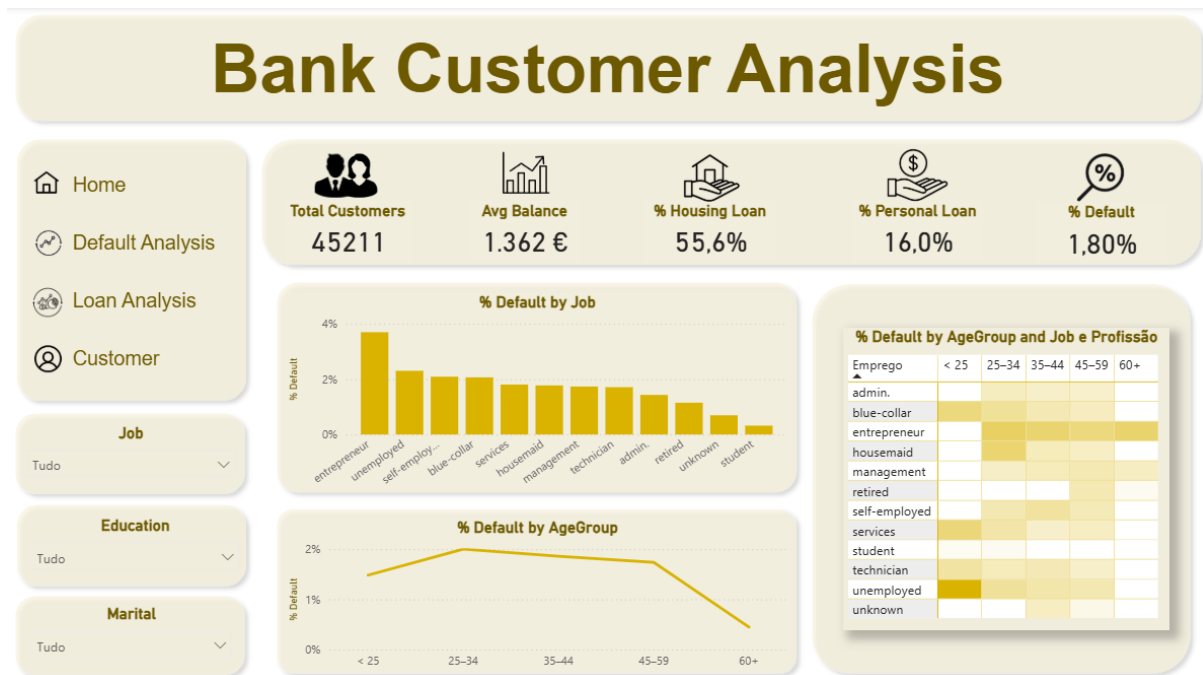 Bank Customer Analysis
Home
Default Analysis
Loan Analysis
Customer
Job
Tudo
Education
Tudo
Marital
Tudo
Total Customers
45211
Avg Balance
1.362 €
% Housing Loan
55,6%
$
% Personal Loan
16,0%
%
% Default
1,80%
% Default by Job
% Default
4%
2%
0%
entrepreneur
unemployed
self-employ...
blue-collar
services
housemaid
management
technician
admin.
retired
unknown
student
% Default by AgeGroup
% Default
2%
1%
0%
< 25 25–34 35–44 45–59 60+
% Default by AgeGroup and Job e Profissão
Emprego < 25 25–34 35–44 45–59 60+
admin.
blue-collar
entrepreneur
housemaid
management
retired
self-employed
services
student
technician
unemployed
unknown